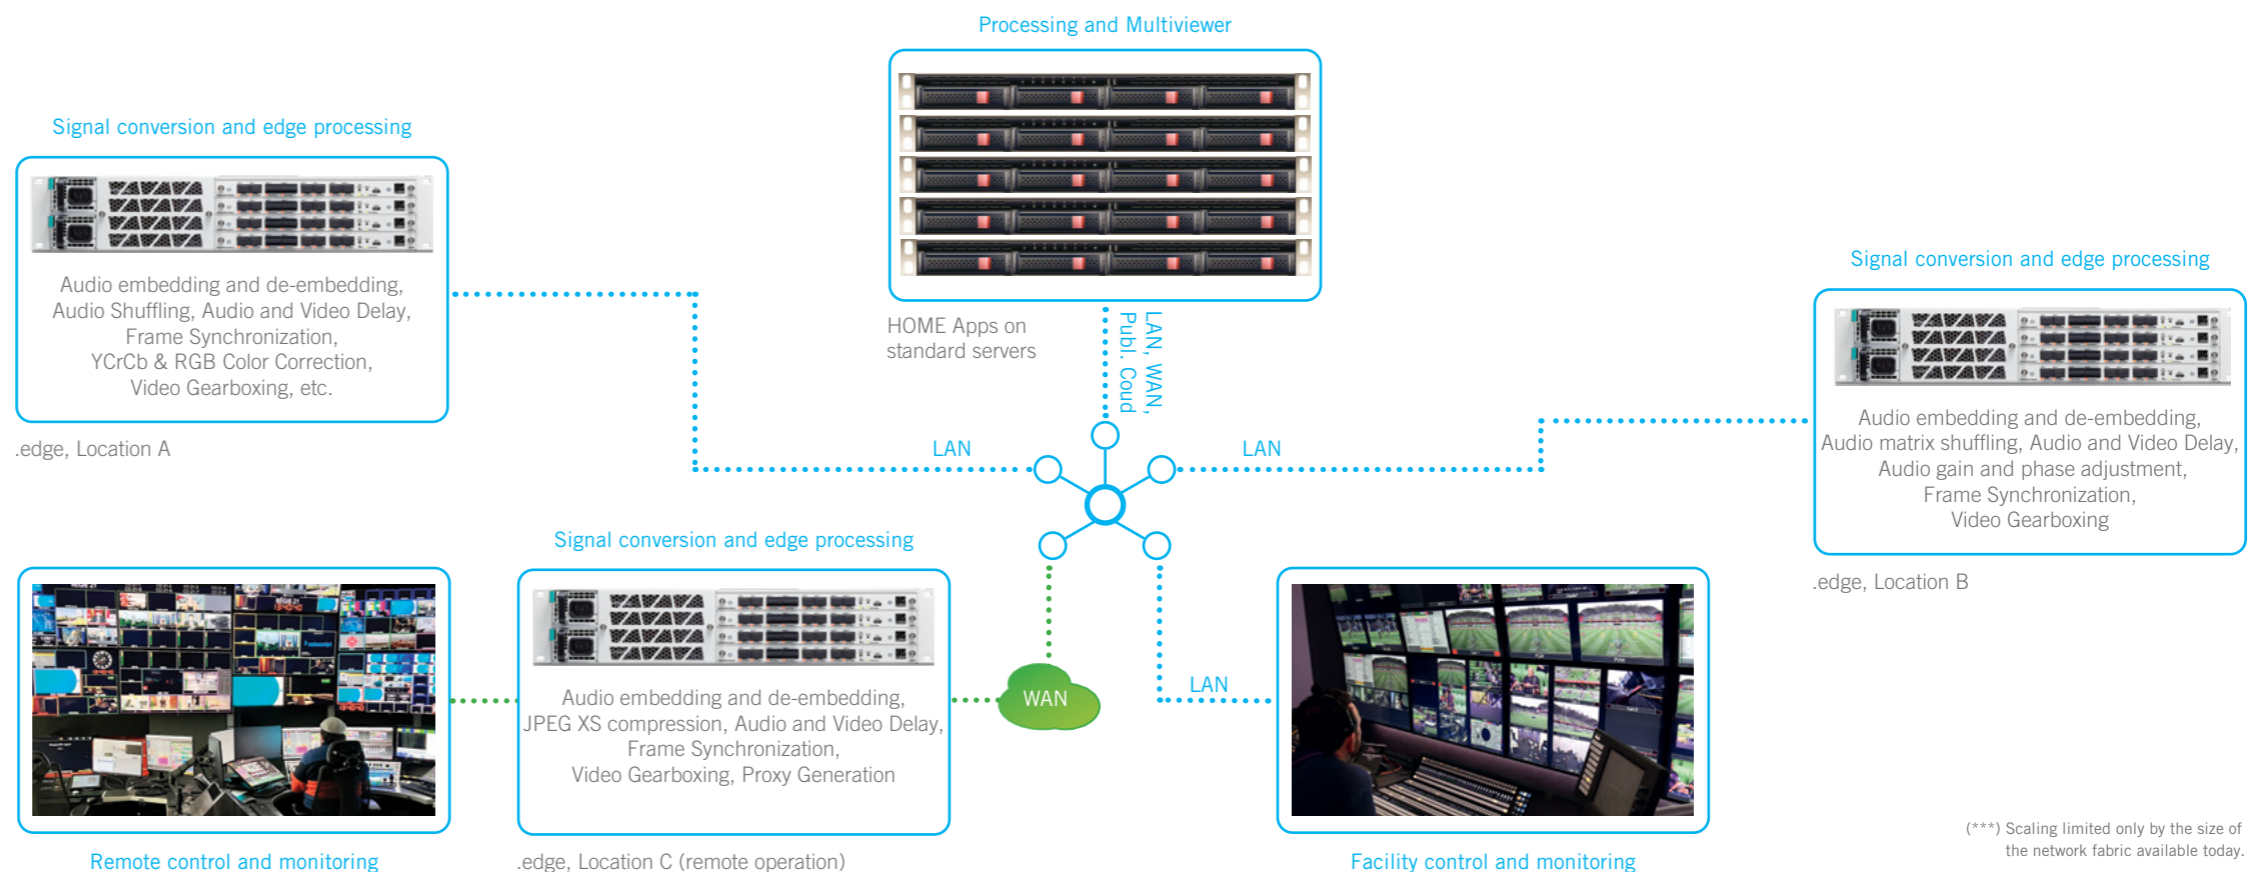 Processing and Multiviewer
Signal conversion and edge processing
Audio embedding and de-embedding,
Audio Shuffling, Audio and Video Delay,
Frame Synchronization,
YCrCb & RGB Color Correction,
Video Gearboxing, etc.
.edge, Location A
HOME Apps on
standard servers
LAN, WAN,
Publ. Coud
LAN
LAN
Signal conversion and edge processing
Audio embedding and de-embedding,
Audio matrix shuffling, Audio and Video Delay,
Audio gain and phase adjustment,
Frame Synchronization,
Video Gearboxing
.edge, Location B
Signal conversion and edge processing
Audio embedding and de-embedding,
JPEG XS compression, Audio and Video Delay,
Frame Synchronization,
Video Gearboxing, Proxy Generation
.edge, Location C (remote operation)
WAN
LAN
Remote control and monitoring
Facility control and monitoring
(***) Scaling limited only by the size of
the network fabric available today.